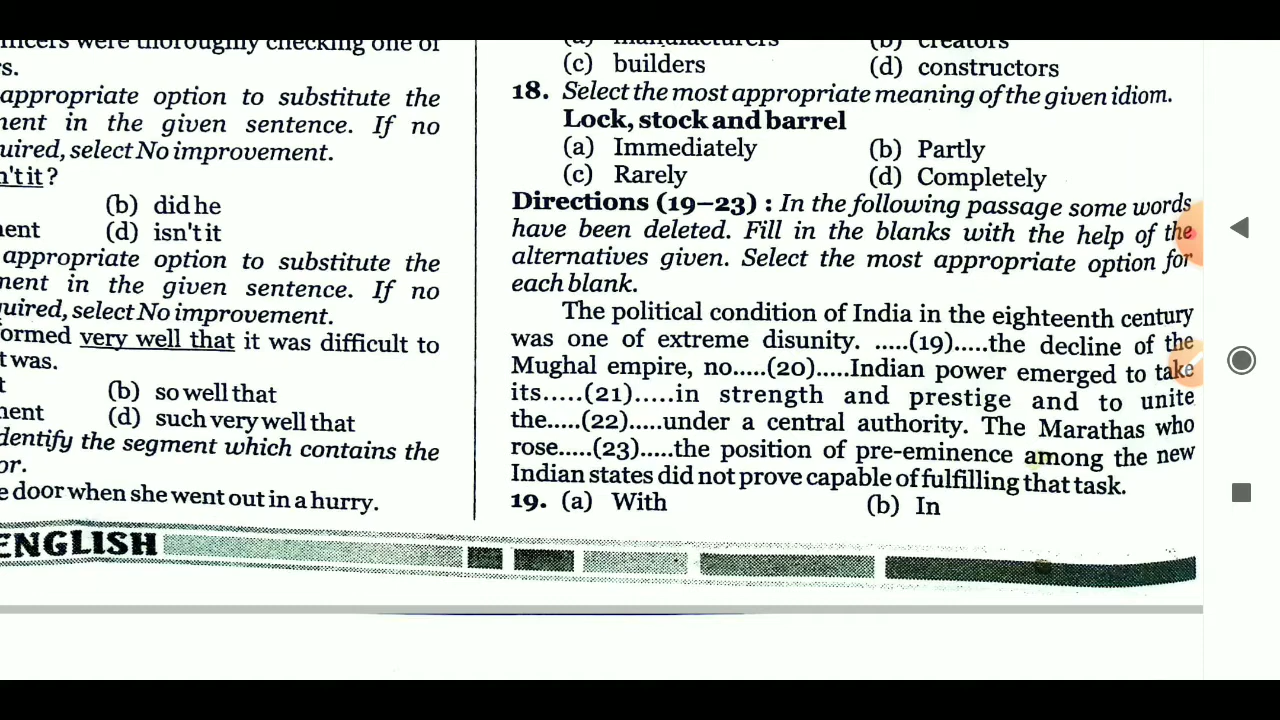 were thoroughly checking one of
s.
appropriate option to substitute the
in the given sentence. If no
select No improvement.
n't it ?
(b) did he
(d) isn't it
appropriate option to substitute the
in the given sentence. If no
select No improvement.
very well that it was difficult to
t was.
(b) so well that
(d) such very well that
the segment which contains the
or.
door when she went out in a hurry.
ENGLISH
(a) manufacturers (b) creators
(c) builders (d) constructors
18. Select the most appropriate meaning of the given idiom.
Lock, stock and barrel
(a) Immediately (b) Partly
(c) Rarely (d) Completely
Directions (19–23) : In the following passage some words
have been deleted. Fill in the blanks with the help of the
alternatives given. Select the most appropriate option for
each blank.
The political condition of India in the eighteenth century
was one of extreme disunity. .....(19).....the decline of the
Mughal empire, no.....(20).....Indian power emerged to take
its.....(21).....in strength and prestige and to unite
the.....(22).....under a central authority. The Marathas who
rose.....(23).....the position of pre-eminence among the new
Indian states did not prove capable of fulfilling that task.
19. (a) With (b) In